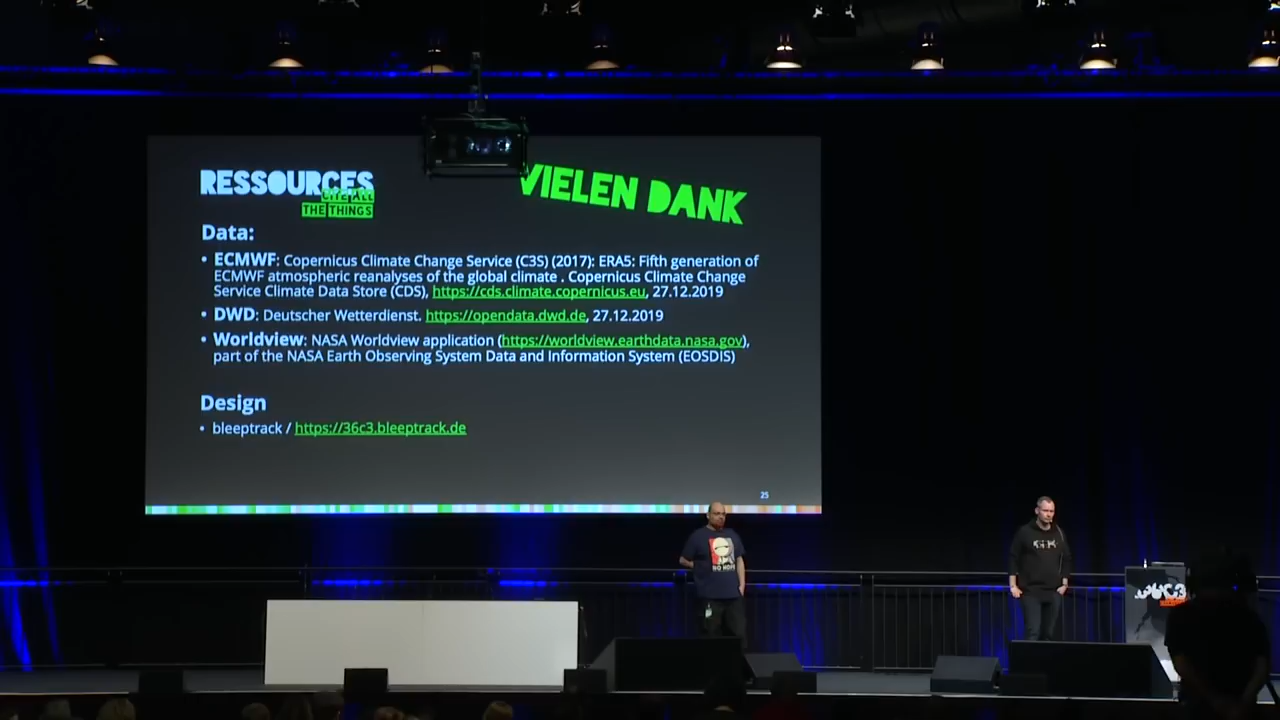 RESSOURCES
CITE ALL
THE THINGS
VIELEN DANK
Data:
• ECMWF: Copernicus Climate Change Service (C3S) (2017): ERA5: Fifth generation of
ECMWF atmospheric reanalyses of the global climate . Copernicus Climate Change
Service Climate Data Store (CDS), https://cds.climate.copernicus.eu, 27.12.2019
• DWD: Deutscher Wetterdienst. https://opendata.dwd.de, 27.12.2019
• Worldview: NASA Worldview application (https://worldview.earthdata.nasa.gov),
part of the NASA Earth Observing System Data and Information System (EOSDIS)
Design
• bleeptrack / https://36c3.bleeptrack.de
25
NO HOPE